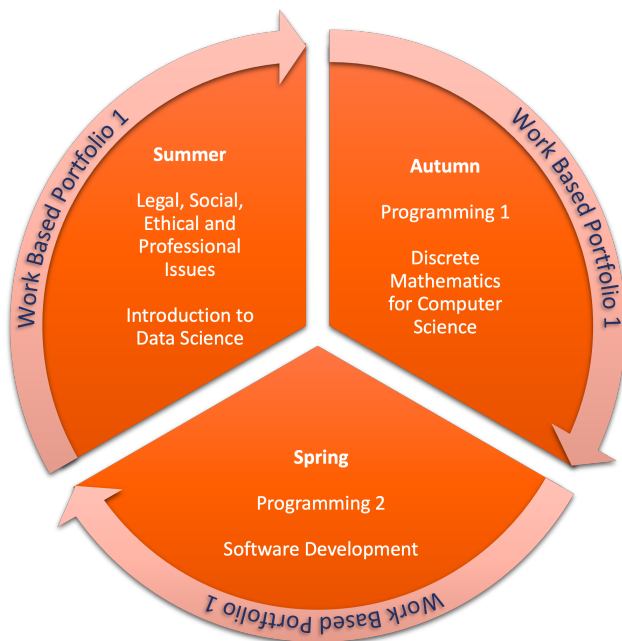 Work Based Portfolio 1
Summer
Legal, Social,
Ethical and
Professional
Issues
Introduction to
Data Science
Work Based Portfolio 1
Autumn
Programming 1
Discrete
Mathematics
for Computer
Science
Spring
Programming 2
Software Development
Work Based Portfolio 1